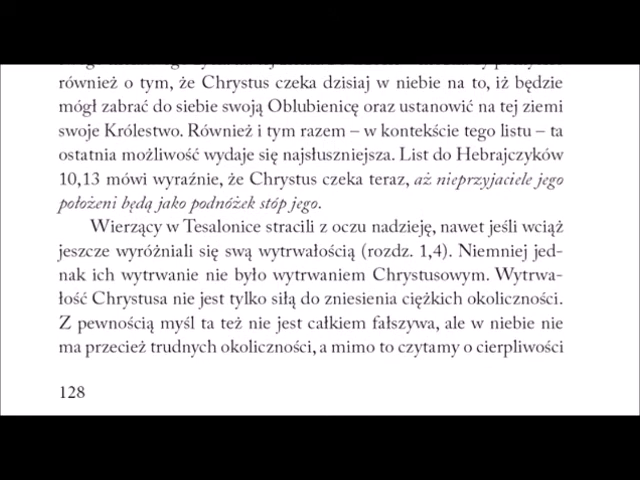 również o tym, że Chrystus czeka dzisiaj w niebie na to, iż będzie
mógł zabrać do siebie swoją Oblubienicę oraz ustanowić na tej ziemi
swoje Królestwo. Również i tym razem – w kontekście tego listu – ta
ostatnia możliwość wydaje się najsłuszniejsza. List do Hebrajczyków
10,13 mówi wyraźnie, że Chrystus czeka teraz, aż nieprzyjaciele jego
położeni będą jako podnóżek stóp jego.
Wierzący w Tesalonice stracili z oczu nadzieję, nawet jeśli wciąż
jeszcze wyróżniali się swą wytrwałością (rozdz. 1,4). Niemniej jed-
nak ich wytrwanie nie było wytrwaniem Chrystusowym. Wytrwa-
łość Chrystusa nie jest tylko siłą do zniesienia ciężkich okoliczności.
Z pewnością myśl ta też nie jest całkiem fałszywa, ale w niebie nie
ma przecież trudnych okoliczności, a mimo to czytamy o cierpliwości
128